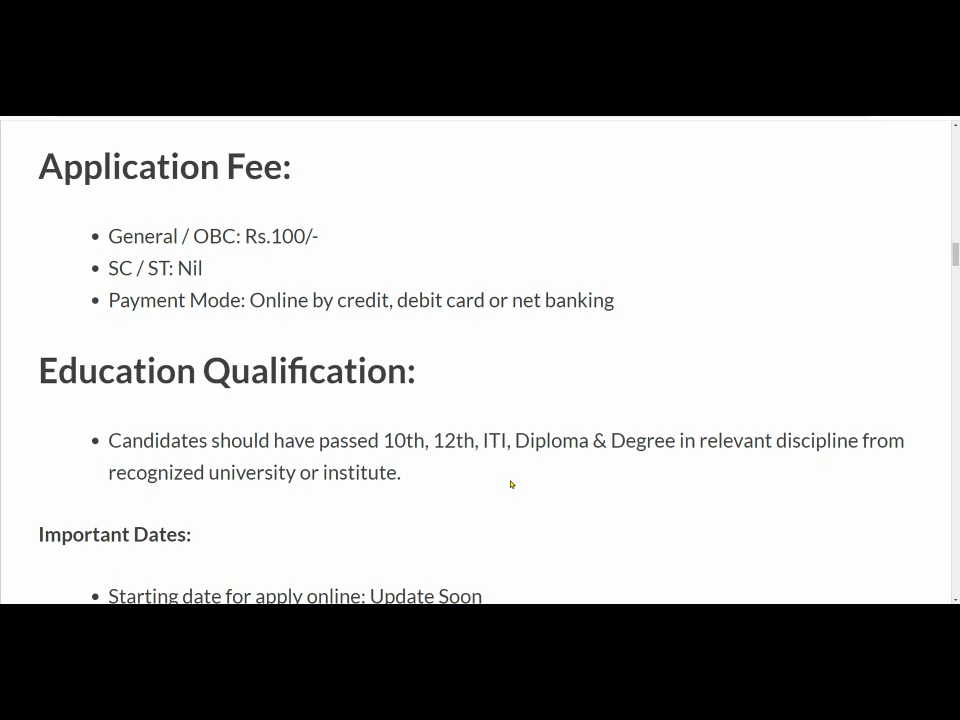 Application Fee:
• General / OBC: Rs.100/-
• SC / ST: Nil
• Payment Mode: Online by credit, debit card or net banking
Education Qualification:
• Candidates should have passed 10th, 12th, ITI, Diploma & Degree in relevant discipline from
recognized university or institute.
Important Dates:
• Starting date for apply online: Update Soon